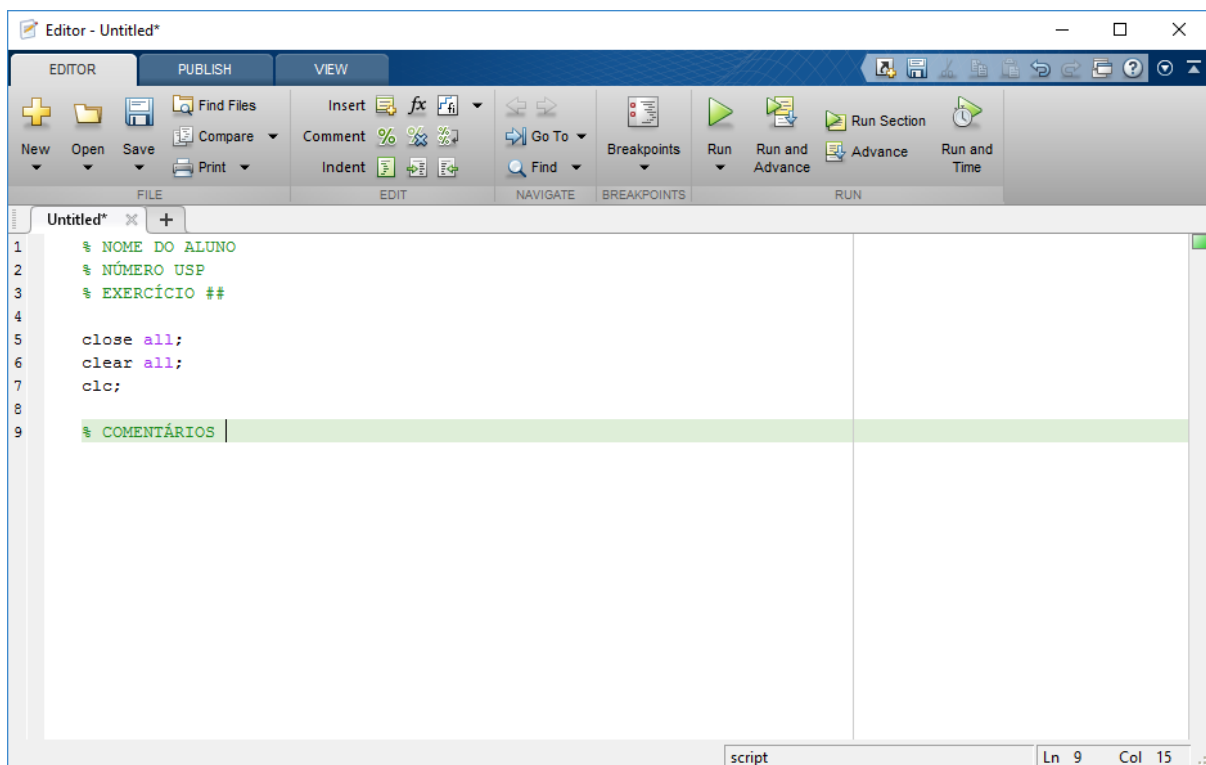 Editor - Untitled*
EDITOR PUBLISH VIEW
New
Open
Save
Find Files
Compare
Print
FILE
Insert fx
Comment
Indent
EDIT
Go To
Find
NAVIGATE
Breakpoints
BREAKPOINTS
Run
Run and
Advance
Run Section
Advance
Run and
Time
RUN
Untitled*
1 % NOME DO ALUNO
2 % NÚMERO USP
3 % EXERCÍCIO ##
4
5 close all;
6 clear all;
7 clc;
8
9 % COMENTÁRIOS
script Ln 9 Col 15